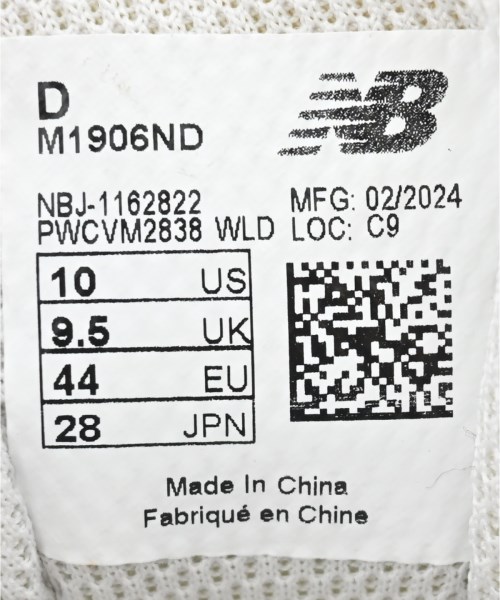 D
M1906ND
NB
NBJ-1162822
MFG: 02/2024
PWCVM2838 WLD
LOC: C9
10 US
9.5 UK
44 EU
28 JPN
Made In China
Fabriqué en Chine